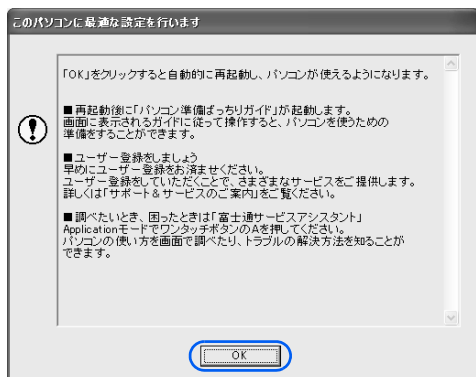 このパソコンに最適な設定を行います
「OK」をクリックすると自動的に再起動し、パソコンが使えるようになります。
■再起動後に「パソコン準備ばっちりガイド」が起動します。
画面に表示されるガイドに従って操作すると、パソコンを使うための
準備をすることができます。
■ユーザー登録をしましょう
早めにユーザー登録をお済ませください。
ユーザー登録をしていただくことで、さまざまなサービスをご提供します。
詳しくは「サポート&サービスのご案内」をご覧ください。
■調べたいとき、困ったときは「富士通サービスアシスタント」
ApplicationモードでワンタッチボタンのAを押してください。
パソコンの使い方を画面で調べたり、トラブルの解決方法を知ることが
できます。
OK